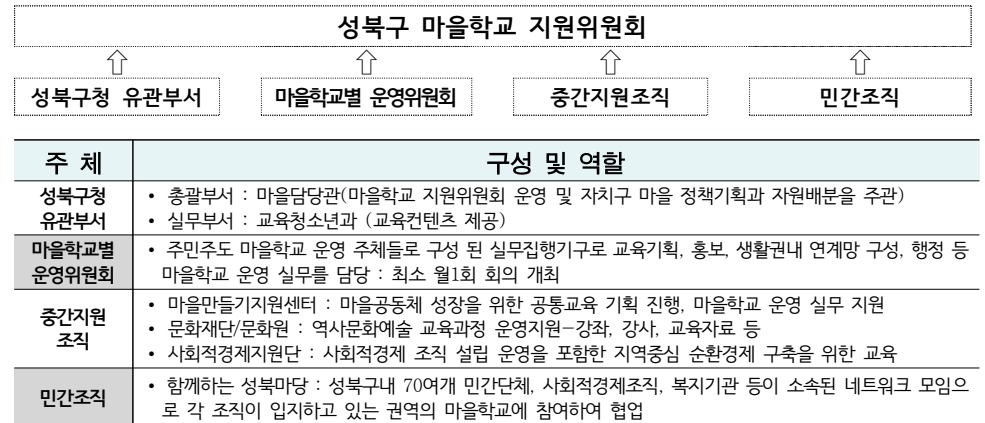 성북구 마을학교 지원위원회
성북구청 유관부서 마을학교별 운영위원회 중간지원조직 민간조직
주 체 구성 및 역할
성북구청
유관부서
• 총괄부서 : 마을담당관(마을학교 지원위원회 운영 및 자치구 마을 정책기획과 자원배분을 주관)
• 실무부서 : 교육청소년과 (교육컨텐츠 제공)
마을학교별
운영위원회
• 주민주도 마을학교 운영 주체들로 구성 된 실무집행기구로 교육기획, 홍보, 생활권내 연계망 구성, 행정 등
마을학교 운영 실무를 담당 : 최소 월1회 회의 개최
중간지원
조직
• 마을만들기지원센터 : 마을공동체 성장을 위한 공통교육 기획 진행, 마을학교 운영 실무 지원
• 문화재단/문화원 : 역사문화예술 교육과정 운영지원-강좌, 강사, 교육자료 등
• 사회적경제지원단 : 사회적경제 조직 설립 운영을 포함한 지역중심 순환경제 구축을 위한 교육
민간조직
• 함께하는 성북마당 : 성북구내 70여개 민간단체, 사회적경제조직, 복지기관 등이 소속된 네트워크 모임으
로 각 조직이 입지하고 있는 권역의 마을학교에 참여하여 협업